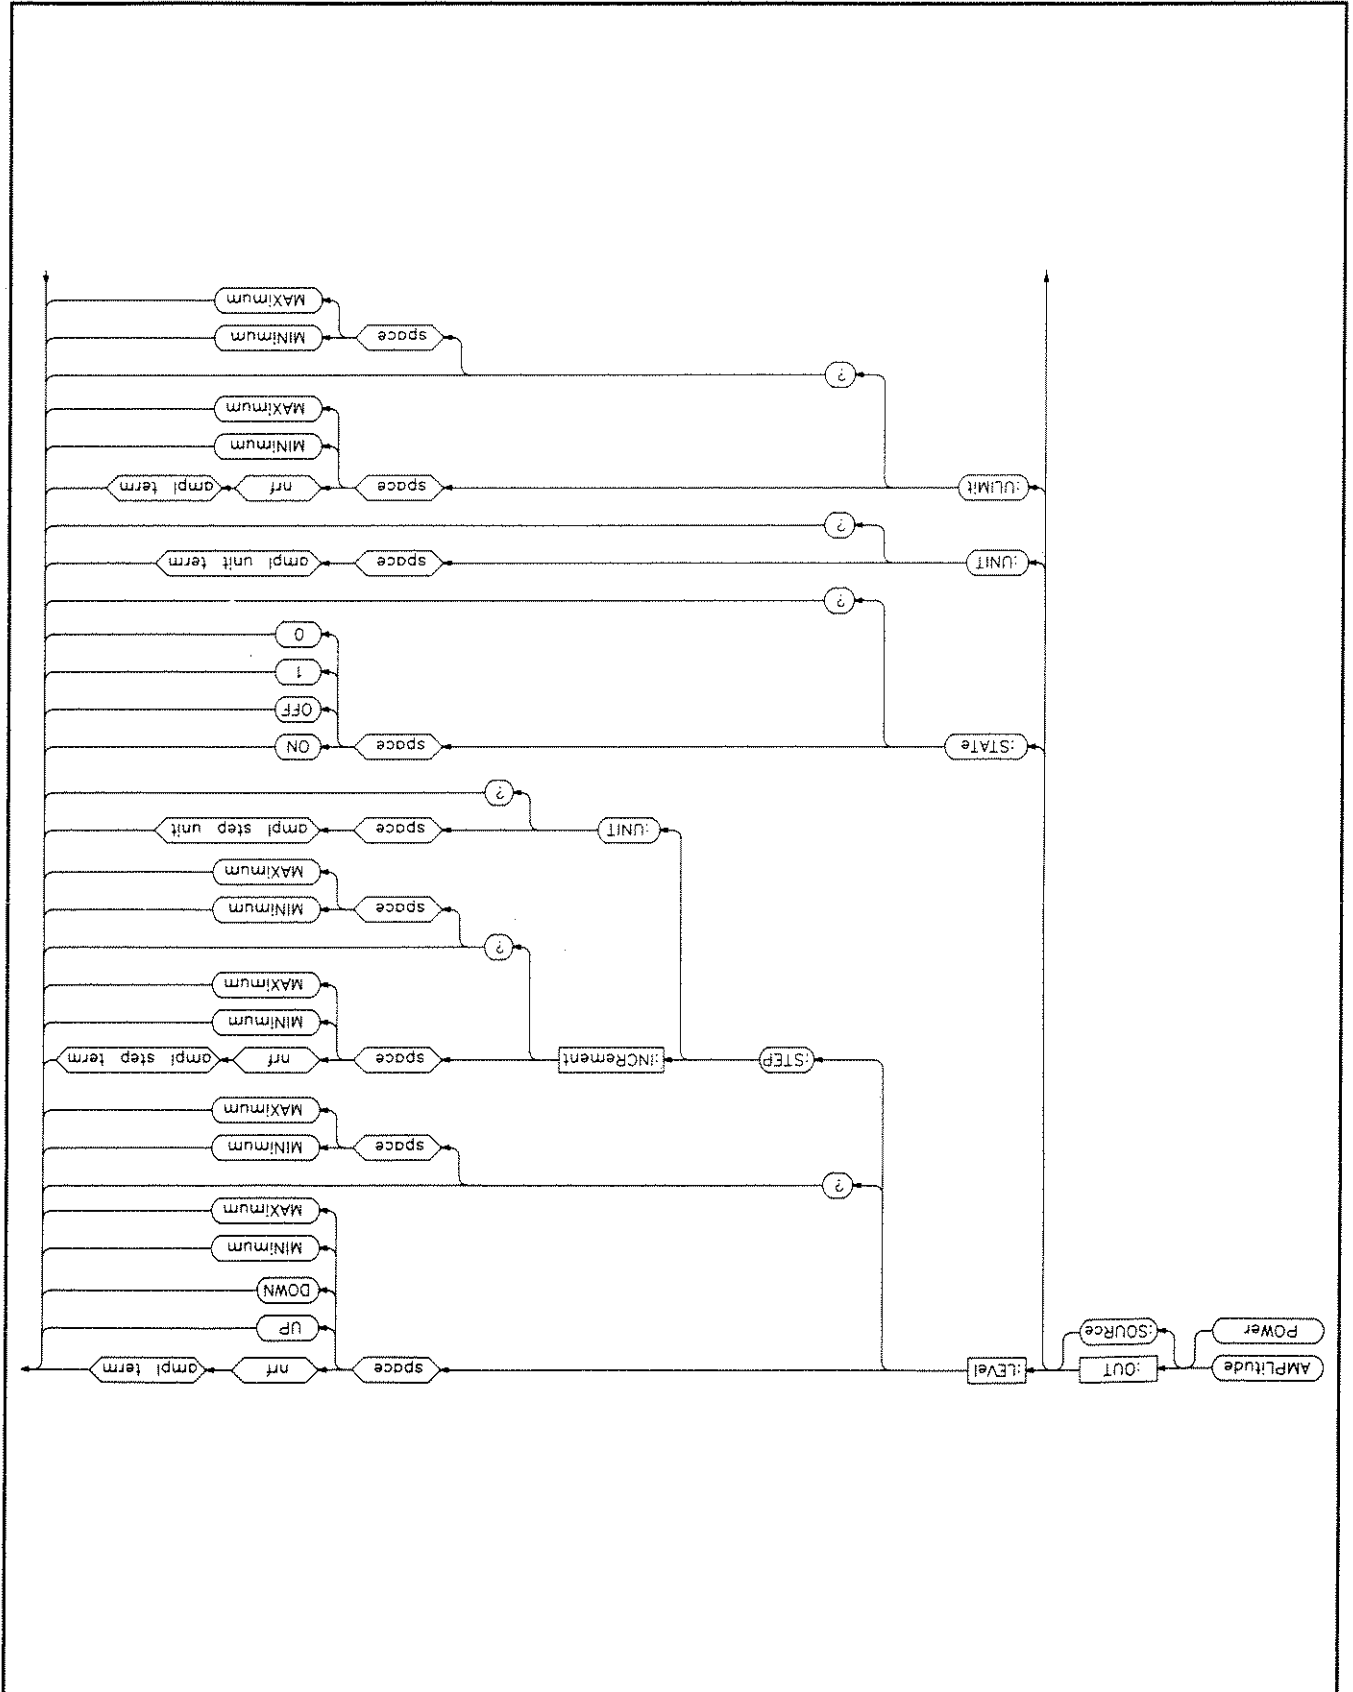 AMPLitude :OUT :LEVel space nrf ampl term
POWer :SOURce UP
DOWN
MINimum
MAXimum
?
space MINimum
MAXimum
:STEP :INCRement space nrf ampl step term
MINimum
MAXimum
?
space MINimum
MAXimum
:UNIT space ampl step unit
?
:STATe space ON
OFF
1
0
?
:UNIT space ampl unit term
?
:ULIMit space nrf ampl term
MINimum
MAXimum
?
space MINimum
MAXimum